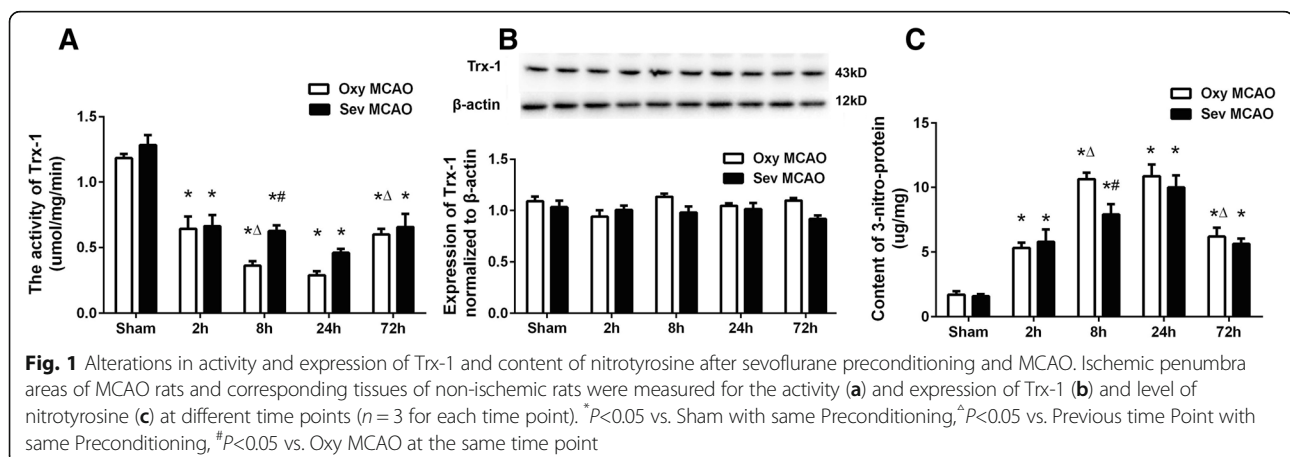 A
Oxy MCAO
Sev MCAO
The activity of Trx-1
(umol/mg/min)
1.5
1.0
0.5
0.0
* * *Δ *# * * *Δ *
Sham 2h 8h 24h 72h
B
Trx-1 43kD
β-actin 12kD
Oxy MCAO
Sev MCAO
Expression of Trx-1
normalized to β-actin
1.5
1.0
0.5
0.0
Sham 2h 8h 24h 72h
C
Oxy MCAO
Sev MCAO
Content of 3-nitro-protein
(ug/mg)
15
10
5
0
* * *Δ *# * * *Δ *
Sham 2h 8h 24h 72h
Fig. 1 Alterations in activity and expression of Trx-1 and content of nitrotyrosine after sevoflurane preconditioning and MCAO. Ischemic penumbra
areas of MCAO rats and corresponding tissues of non-ischemic rats were measured for the activity (a) and expression of Trx-1 (b) and level of
nitrotyrosine (c) at different time points (n = 3 for each time point). *P<0.05 vs. Sham with same Preconditioning,ΔP<0.05 vs. Previous time Point with
same Preconditioning, #P<0.05 vs. Oxy MCAO at the same time point